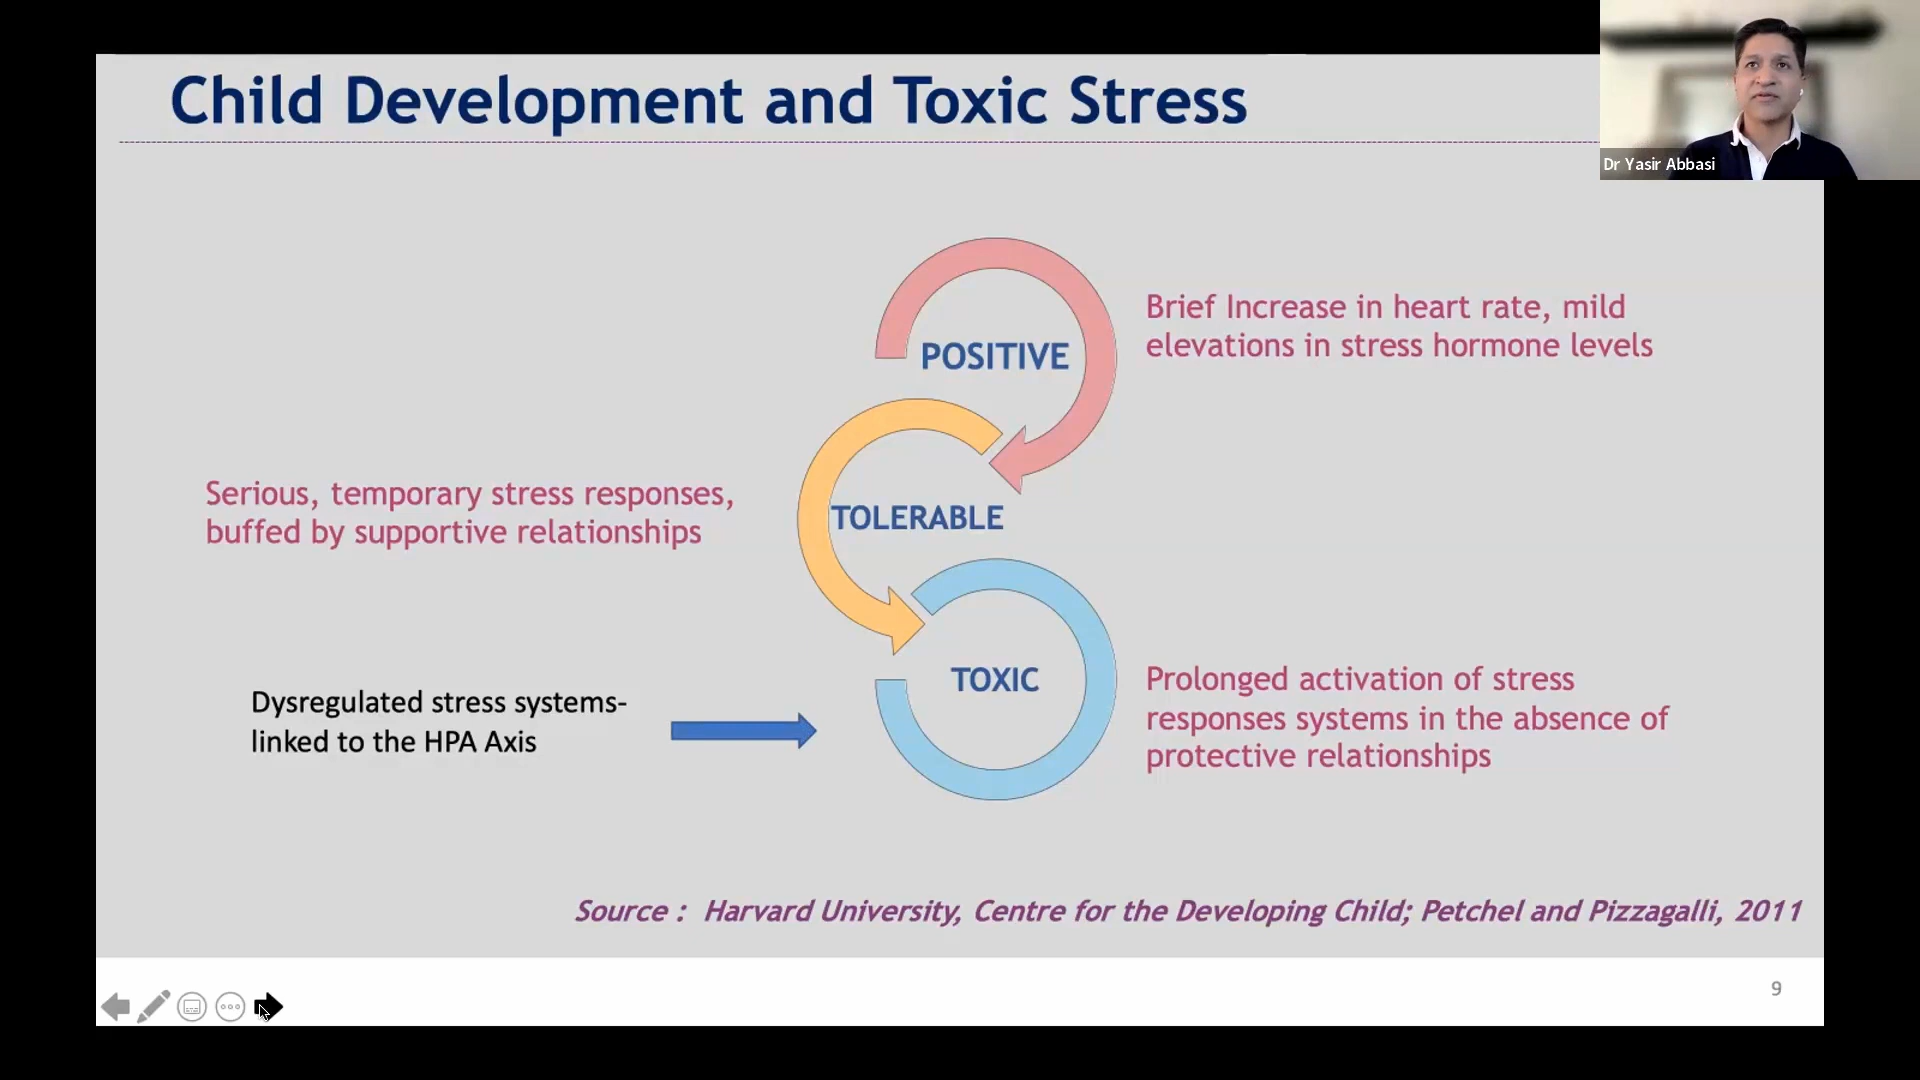 Child Development and Toxic Stress
Dr Yasir Abbasi
POSITIVE
Brief Increase in heart rate, mild
elevations in stress hormone levels
Serious, temporary stress responses,
buffed by supportive relationships
TOLERABLE
Dysregulated stress systems-
linked to the HPA Axis
TOXIC
Prolonged activation of stress
responses systems in the absence of
protective relationships
Source : Harvard University, Centre for the Developing Child; Petchel and Pizzagalli, 2011
9